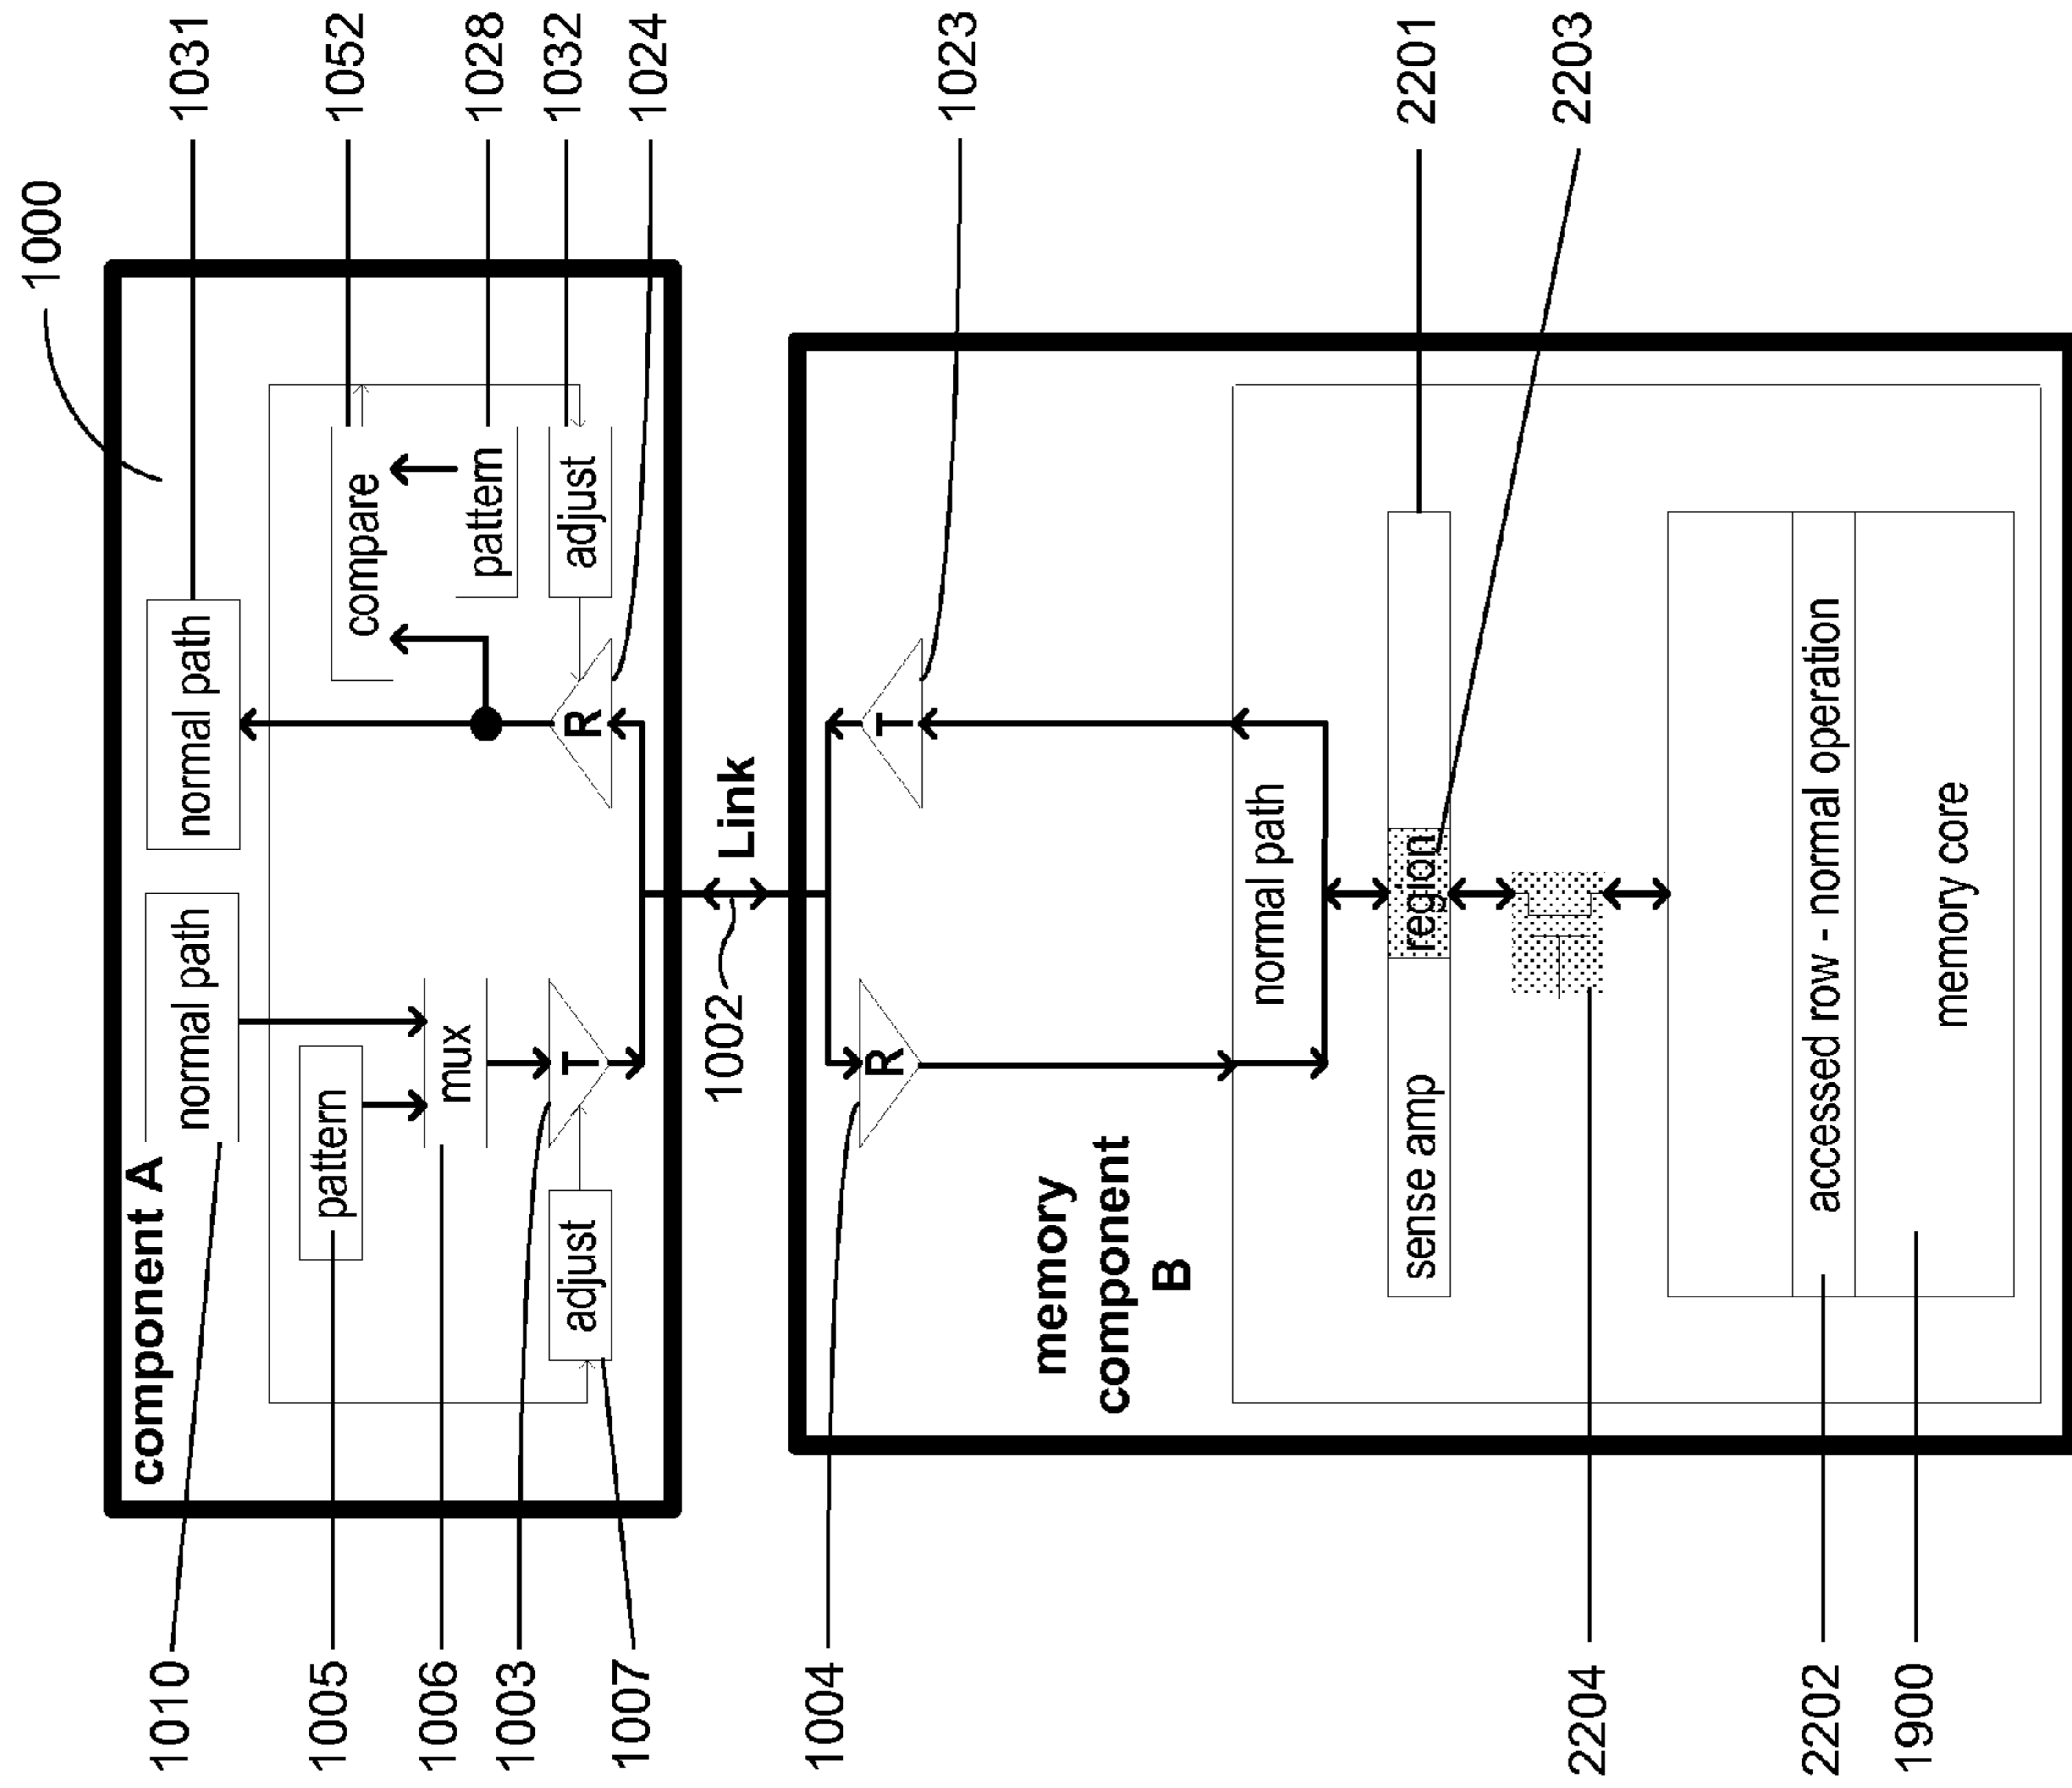 1000
component A
1010
normal path
normal path
1031
1005
pattern
compare
1052
1006
mux
pattern
1028
1003
T
R
adjust
1032
1007
adjust
1024
1002
Link
1004
R
T
1023
memory
component
B
normal path
sense amp
region
2201
2203
2204
accessed row - normal operation
2202
memory core
1900